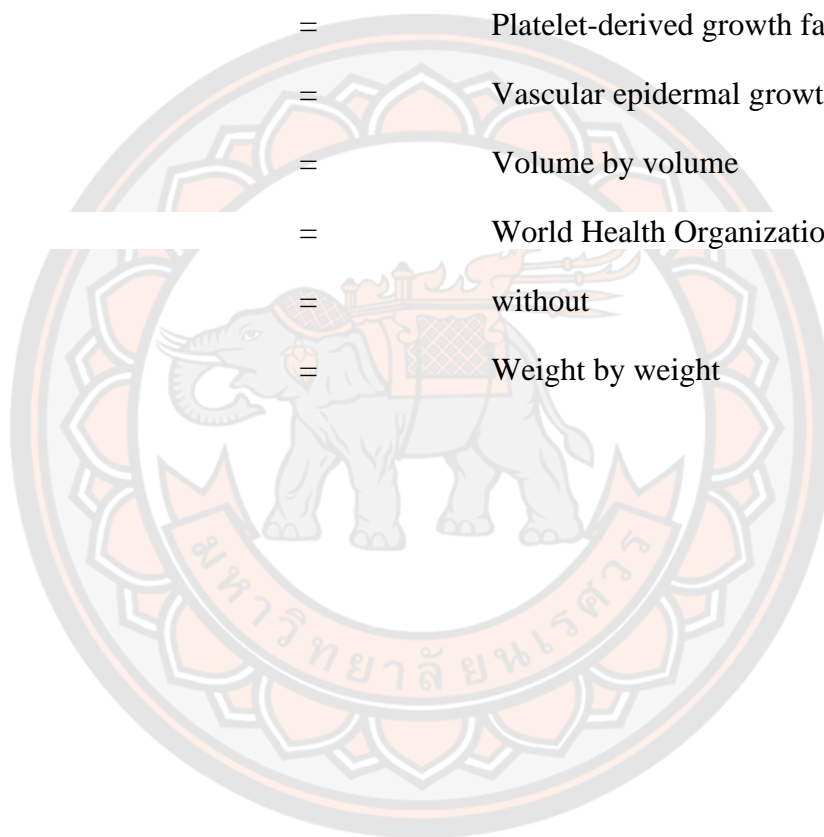 = Platelet-derived growth fa
= Vascular epidermal growt
= Volume by volume
= World Health Organizatio
= without
= Weight by weight
มหาวิทยาลัยนเรศวร